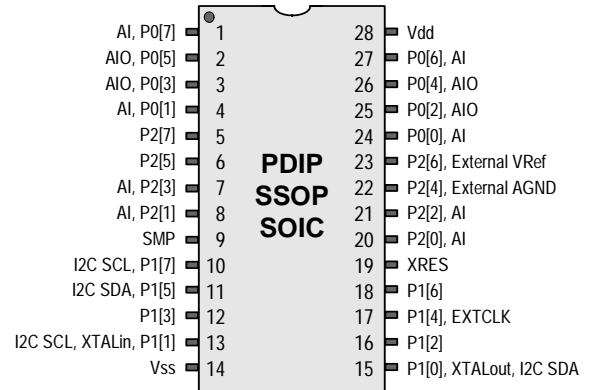 AI, P0[7] 1 28 Vdd
AIO, P0[5] 2 27 P0[6], AI
AIO, P0[3] 3 26 P0[4], AIO
AI, P0[1] 4 25 P0[2], AIO
P2[7] 5 24 P0[0], AI
P2[5] 6 PDIP 23 P2[6], External VRef
AI, P2[3] 7 SSOP 22 P2[4], External AGND
AI, P2[1] 8 SOIC 21 P2[2], AI
SMP 9 20 P2[0], AI
I2C SCL, P1[7] 10 19 XRES
I2C SDA, P1[5] 11 18 P1[6]
P1[3] 12 17 P1[4], EXTCLK
I2C SCL, XTALin, P1[1] 13 16 P1[2]
Vss 14 15 P1[0], XTALout, I2C SDA